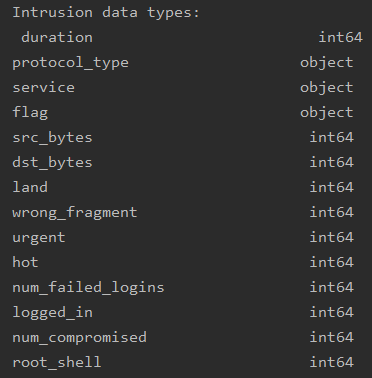 Intrusion data types:
duration int64
protocol_type object
service object
flag object
src_bytes int64
dst_bytes int64
land int64
wrong_fragment int64
urgent int64
hot int64
num_failed_logins int64
logged_in int64
num_compromised int64
root_shell int64